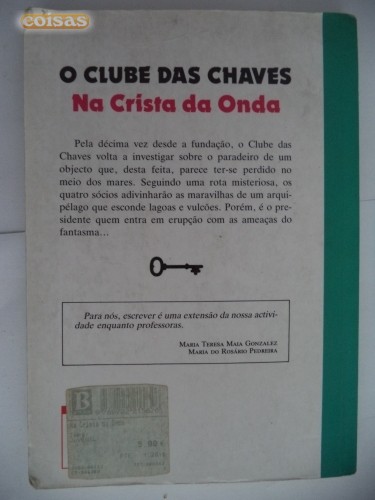 coisas
O CLUBE DAS CHAVES
Na Crista da Onda
Pela décima vez desde a fundação, o Clube das
Chaves volta a investigar sobre o paradeiro de um
objecto que, desta feita, parece ter-se perdido no
meio dos mares. Seguindo uma rota misteriosa, os
quatro sócios adivinharão as maravilhas de um arqui-
pélago que esconde lagoas e vulcões. Porém, é o pre-
sidente quem entra em erupção com as ameaças do
fantasma…
Para nós, escrever é uma extensão da nossa activi-
dade enquanto professoras.
MARIA TERESA MAIA GONZALEZ
MARIA DO ROSÁRIO PEDREIRA
B